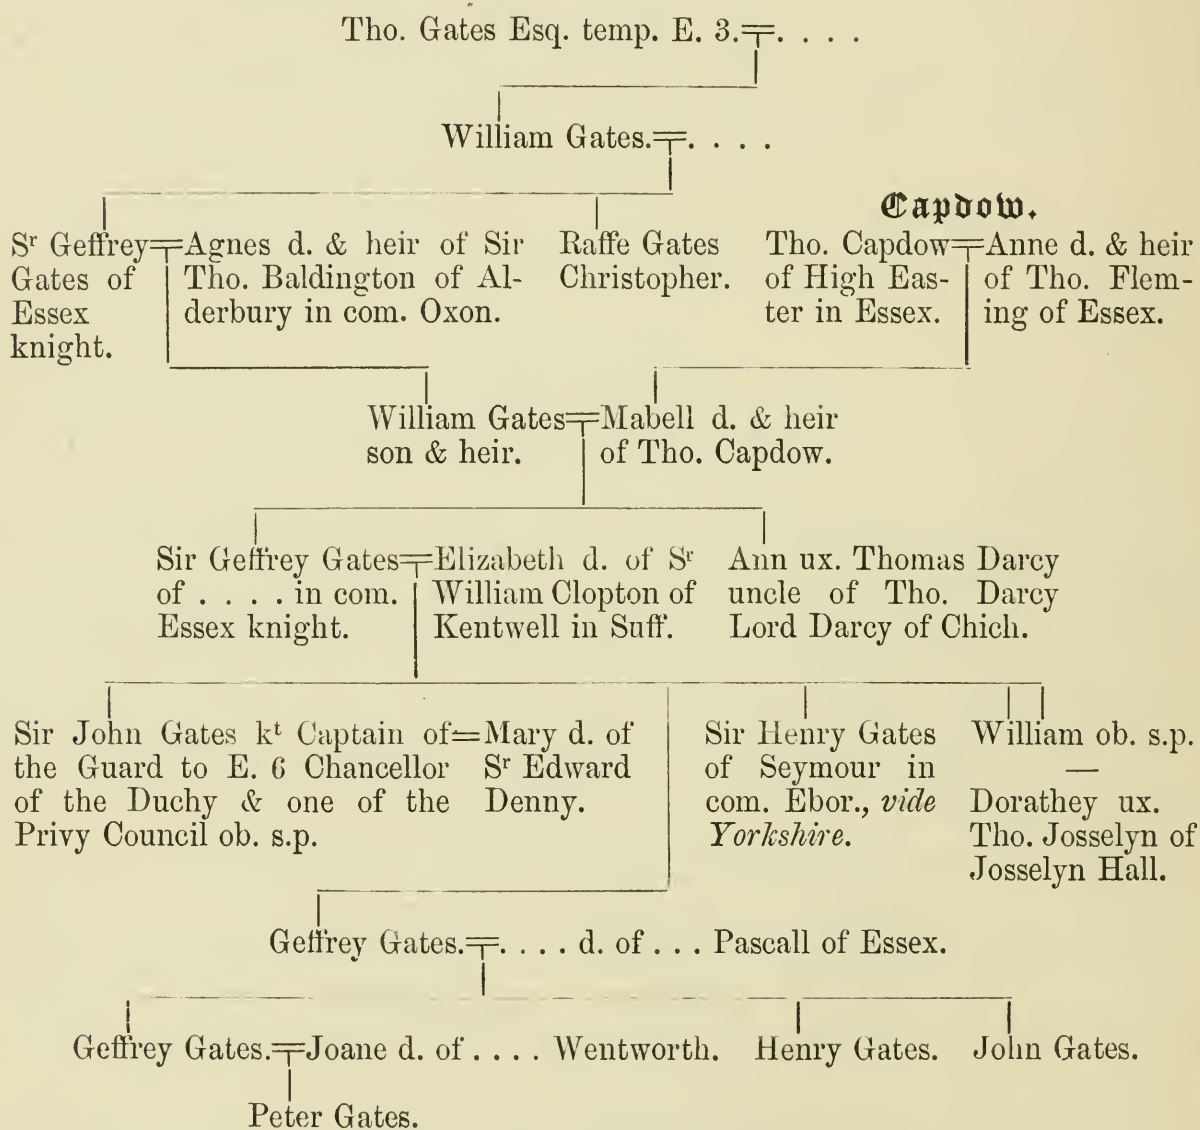 Tho. Gates Esq. temp. E. 3.=. . . .
William Gates.=. . . .
Capdow.
Sʳ Geffrey=Agnes d. & heir of Sir
Gates of Tho. Baldington of Al-
Essex derbury in com. Oxon.
knight.
Raffe Gates
Christopher.
Tho. Capdow=Anne d. & heir
of High Eas- of Tho. Flem-
ter in Essex. ing of Essex.
William Gates=Mabell d. & heir
son & heir. of Tho. Capdow.
Sir Geffrey Gates=Elizabeth d. of Sʳ
of . . . . in com. William Clopton of
Essex knight. Kentwell in Suff.
Ann ux. Thomas Darcy
uncle of Tho. Darcy
Lord Darcy of Chich.
Sir John Gates kᵗ Captain of=Mary d. of
the Guard to E. 6 Chancellor Sʳ Edward
of the Duchy & one of the Denny.
Privy Council ob. s.p.
Sir Henry Gates
of Seymour in
com. Ebor., vide
Yorkshire.
William ob. s.p.
—
Dorathey ux.
Tho. Josselyn of
Josselyn Hall.
Geffrey Gates.=. . . . d. of . . . Pascall of Essex.
Geffrey Gates.=Joane d. of . . . . Wentworth. Henry Gates. John Gates.
Peter Gates.